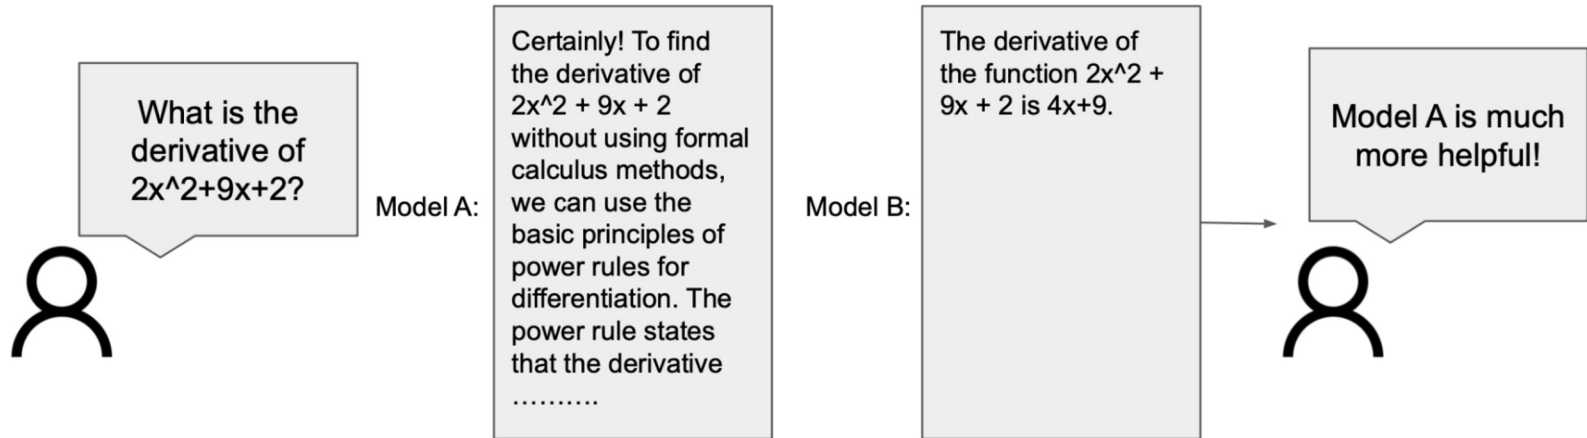 What is the
derivative of
2x^2+9x+2?
Model A:
Certainly! To find
the derivative of
2x^2 + 9x + 2
without using formal
calculus methods,
we can use the
basic principles of
power rules for
differentiation. The
power rule states
that the derivative
..........
Model B:
The derivative of
the function 2x^2 +
9x + 2 is 4x+9.
Model A is much
more helpful!